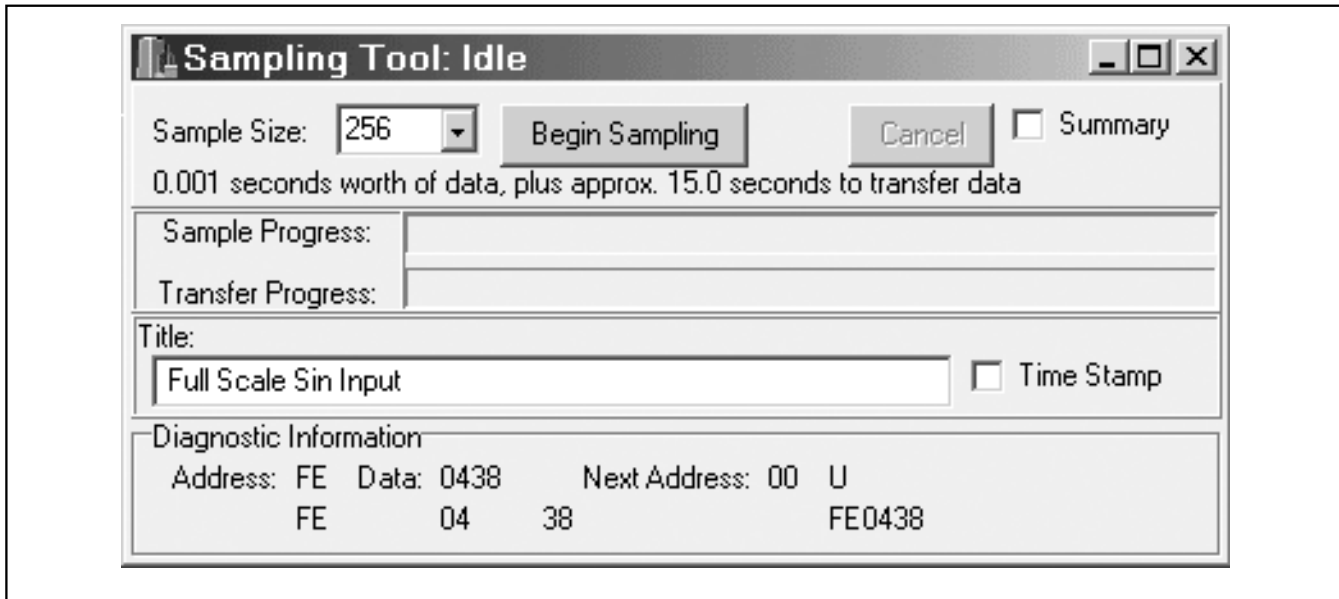 Sampling Tool: Idle
Sample Size: 256 Begin Sampling Cancel Summary
0.001 seconds worth of data, plus approx. 15.0 seconds to transfer data
Sample Progress:
Transfer Progress:
Title:
Full Scale Sin Input Time Stamp
Diagnostic Information
Address: FE Data: 0438 Next Address: 00 U
FE 04 38 FE0438